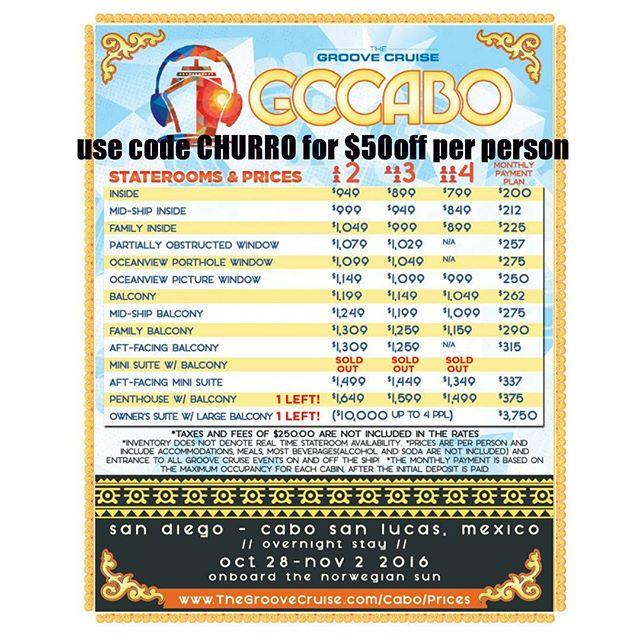 THE
GROOVE CRUISE
GCCABO
use code CHURRO for $50off per person
STATEROOMS & PRICES 2 3 4 MONTHLY PAYMENT PLAN
INSIDE $949 $899 $799 $200
MID-SHIP INSIDE $999 $949 $849 $212
FAMILY INSIDE $1,049 $999 $899 $225
PARTIALLY OBSTRUCTED WINDOW $1,079 $1,029 N/A $257
OCEANVIEW PORTHOLE WINDOW $1,099 $1,049 N/A $275
OCEANVIEW PICTURE WINDOW $1,149 $1,099 $999 $250
BALCONY $1,199 $1,149 $1,049 $262
MID-SHIP BALCONY $1,249 $1,199 $1,099 $275
FAMILY BALCONY $1,309 $1,259 $1,159 $290
AFT-FACING BALCONY $1,309 $1,259 N/A $315
MINI SUITE W/ BALCONY SOLD OUT SOLD OUT SOLD OUT
AFT-FACING MINI SUITE $1,499 $1,449 $1,349 $337
PENTHOUSE W/ BALCONY 1 LEFT! $1,649 $1,599 $1,499 $375
OWNER'S SUITE W/ LARGE BALCONY 1 LEFT! ($10,000 UP TO 4 PPL) $3,750
*TAXES AND FEES OF $250.00 ARE NOT INCLUDED IN THE RATES
*INVENTORY DOES NOT DENOTE REAL TIME STATEROOM AVAILABILITY. *PRICES ARE PER PERSON AND
INCLUDE ACCOMMODATIONS, MEALS, MOST BEVERAGES(ALCOHOL AND SODA ARE NOT INCLUDED) AND
ENTRANCE TO ALL GROOVE CRUISE EVENTS ON AND OFF THE SHIP! *THE MONTHLY PAYMENT IS BASED ON
THE MAXIMUM OCCUPANCY FOR EACH CABIN, AFTER THE INITIAL DEPOSIT IS PAID.
san diego - cabo san lucas, mexico
// overnight stay //
oct 28-nov 2 2016
onboard the norwegian sun
www.TheGrooveCruise.com/Cabo/Prices